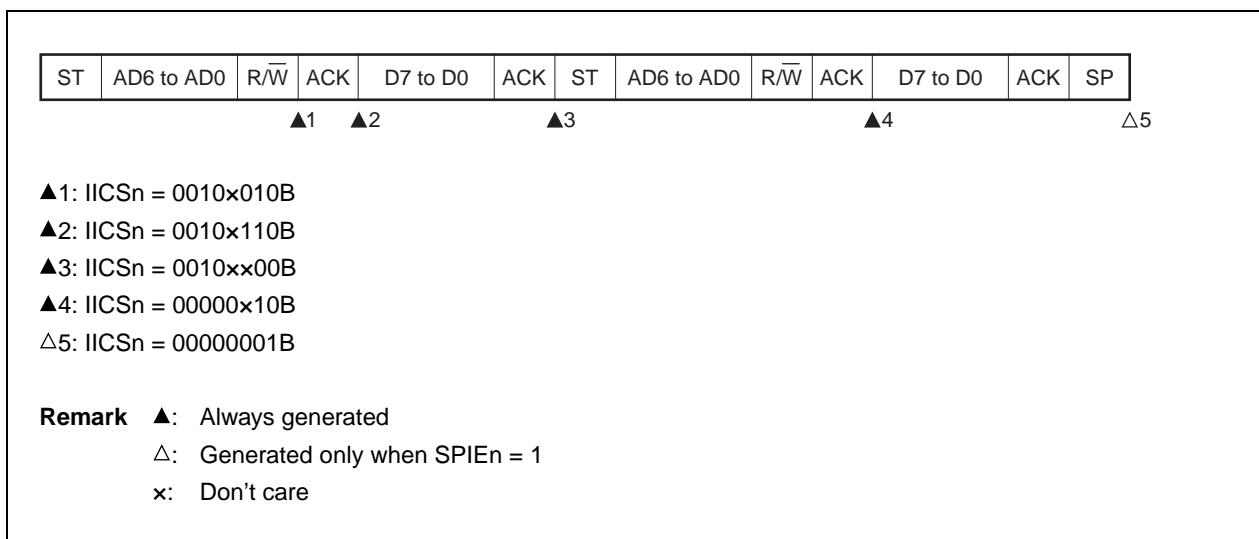 ST AD6 to AD0 R/W̅ ACK D7 to D0 ACK ST AD6 to AD0 R/W̅ ACK D7 to D0 ACK SP
▲1 ▲2 ▲3 ▲4 △5
▲1: IICSn = 0010×010B
▲2: IICSn = 0010×110B
▲3: IICSn = 0010××00B
▲4: IICSn = 00000×10B
△5: IICSn = 00000001B
Remark ▲: Always generated
△: Generated only when SPIEn = 1
×: Don't care